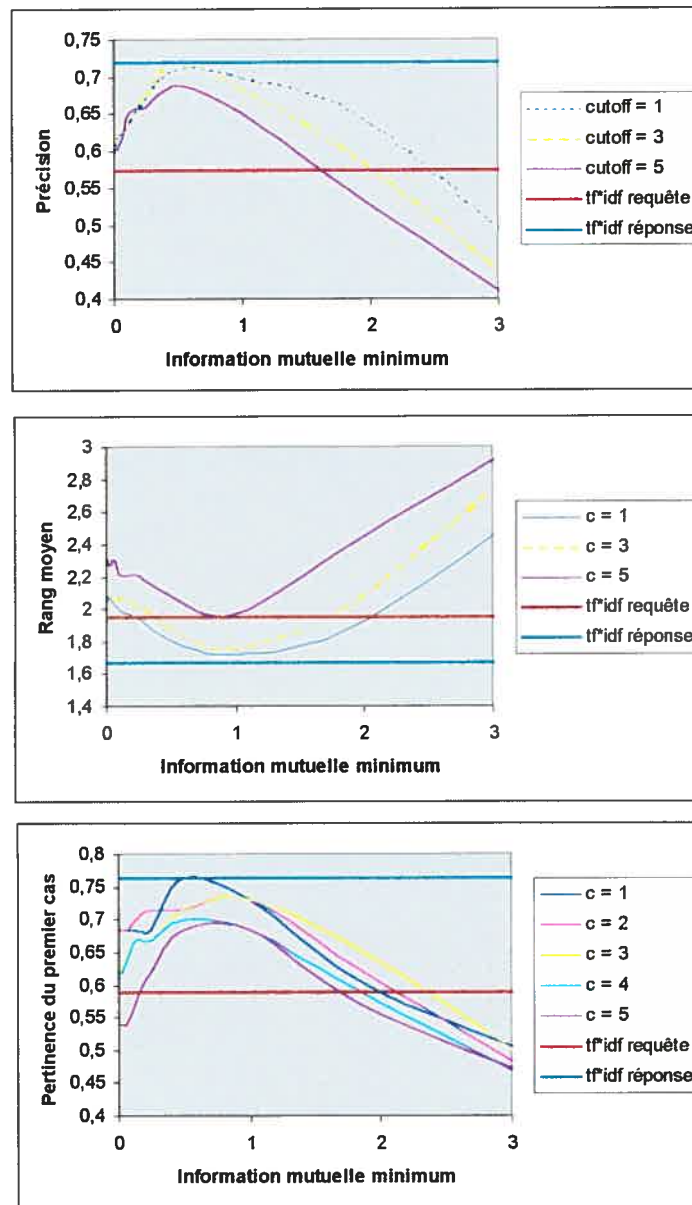 0,75
0,7
0,65
0,6
0,55
0,5
0,45
0,4
Précision
0 1 2 3
Information mutuelle minimum
cutoff = 1
cutoff = 3
cutoff = 5
tf*idf requête
tf*idf réponse
3
2,8
2,6
2,4
2,2
2
1,8
1,6
1,4
Rang moyen
0 1 2 3
Information mutuelle minimum
c = 1
c = 3
c = 5
tf*idf requête
tf*idf réponse
0,8
0,75
0,7
0,65
0,6
0,55
0,5
0,45
0,4
Pertinence du premier cas
0 1 2 3
Information mutuelle minimum
c = 1
c = 2
c = 3
c = 4
c = 5
tf*idf requête
tf*idf réponse